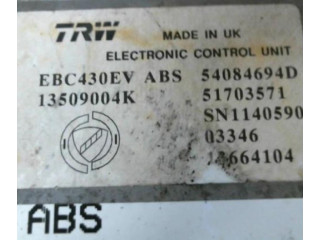 TRW MADE IN UK
ELECTRONIC CONTROL UNIT
EBC430EV ABS 54084694D
13509004K 51703571
SN1140590
03346
ABS